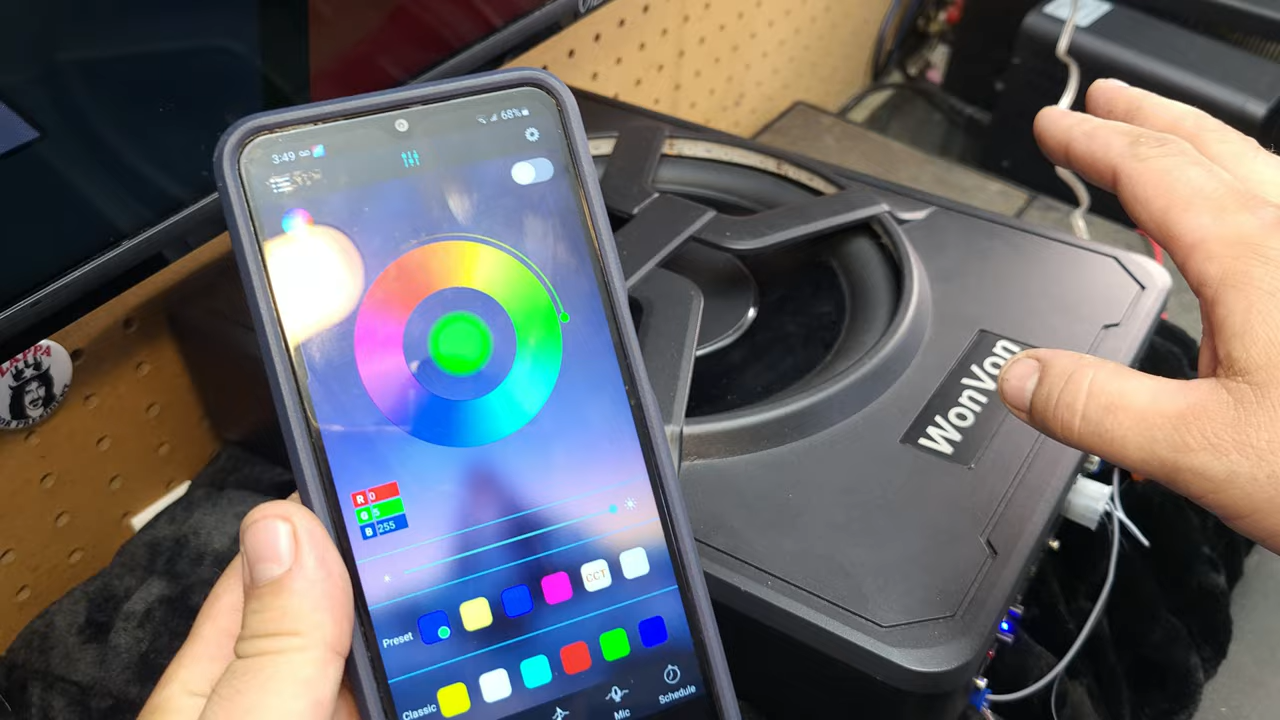 3:49
68%
R 0
G 5
B 255
CCT
Preset
Classic
Mic
Schedule
WonVon